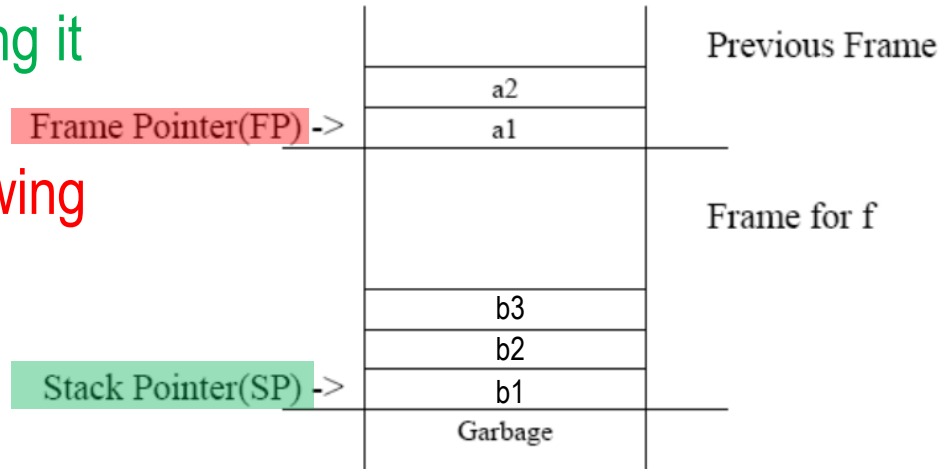 ng it
Previous Frame
a2
Frame Pointer(FP) ->
a1
wing
Frame for f
b3
b2
Stack Pointer(SP) ->
b1
Garbage